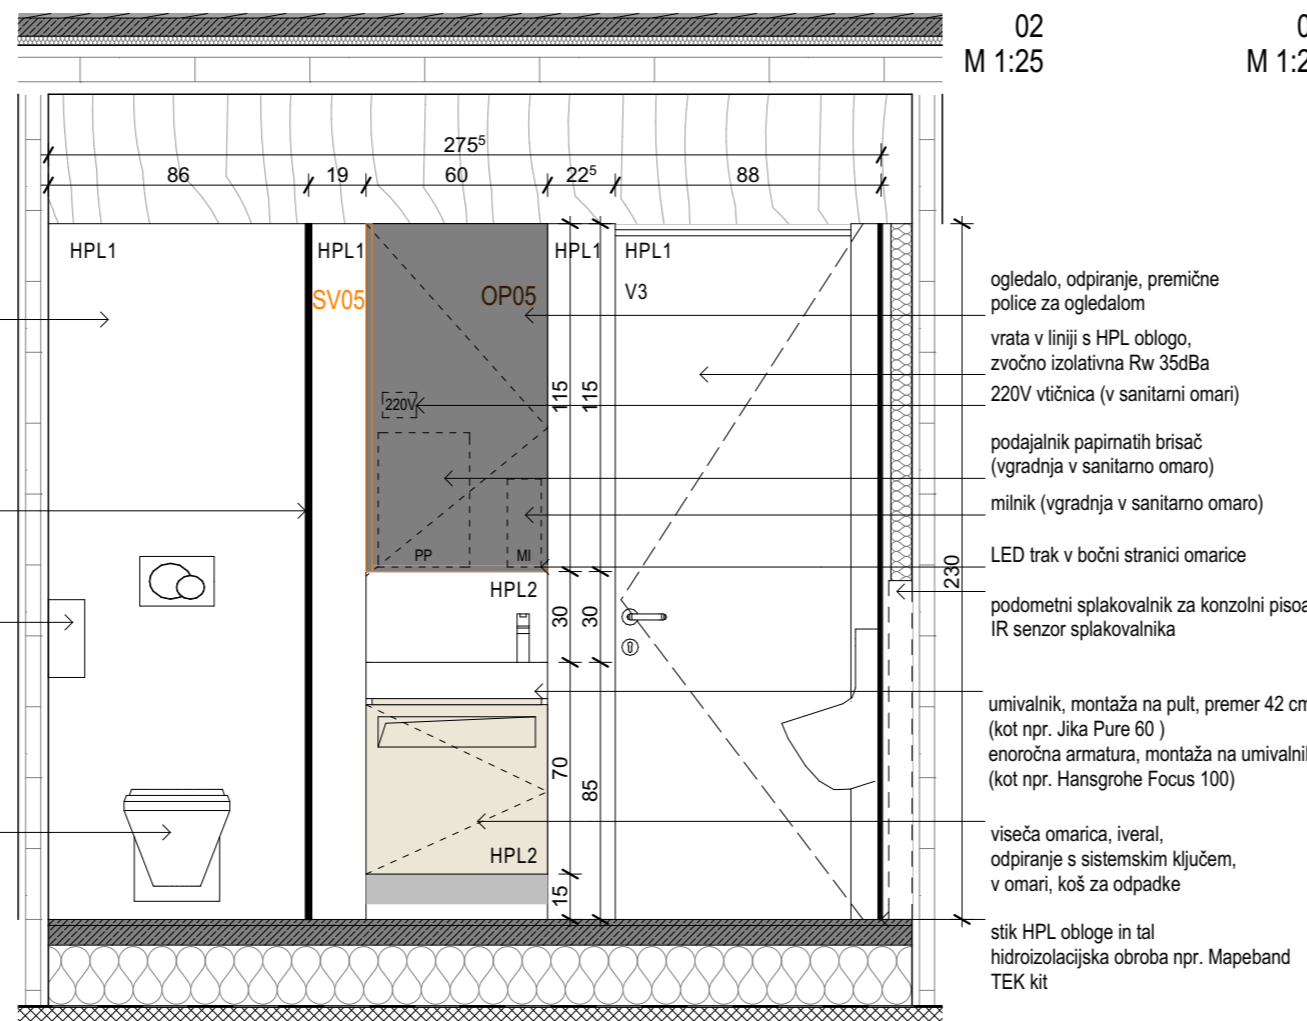 02
M 1:25
0
M 1:2
275⁵
86
19
60
22⁵
88
HPL1
HPL1
HPL1
HPL1
SV05
OP05
V3
220V
115
115
PP
MI
HPL2
30
30
230
70
85
HPL2
15
ogledalo, odpiranje, premične
police za ogledalom
vrata v liniji s HPL oblogo,
zvočno izolativna Rw 35dBa
220V vtičnica (v sanitarni omari)
podajalnik papirnatih brisač
(vgradnja v sanitarno omaro)
milnik (vgradnja v sanitarno omaro)
LED trak v bočni stranici omarice
podometni splakovalnik za konzolni pisoa
IR senzor splakovalnika
umivalnik, montaža na pult, premer 42 cm
(kot npr. Jika Pure 60 )
enoročna armatura, montaža na umivalnik
(kot npr. Hansgrohe Focus 100)
viseča omarica, iveral,
odpiranje s sistemskim ključem,
v omari, koš za odpadke
stik HPL obloge in tal
hidroizolacijska obroba npr. Mapeband
TEK kit